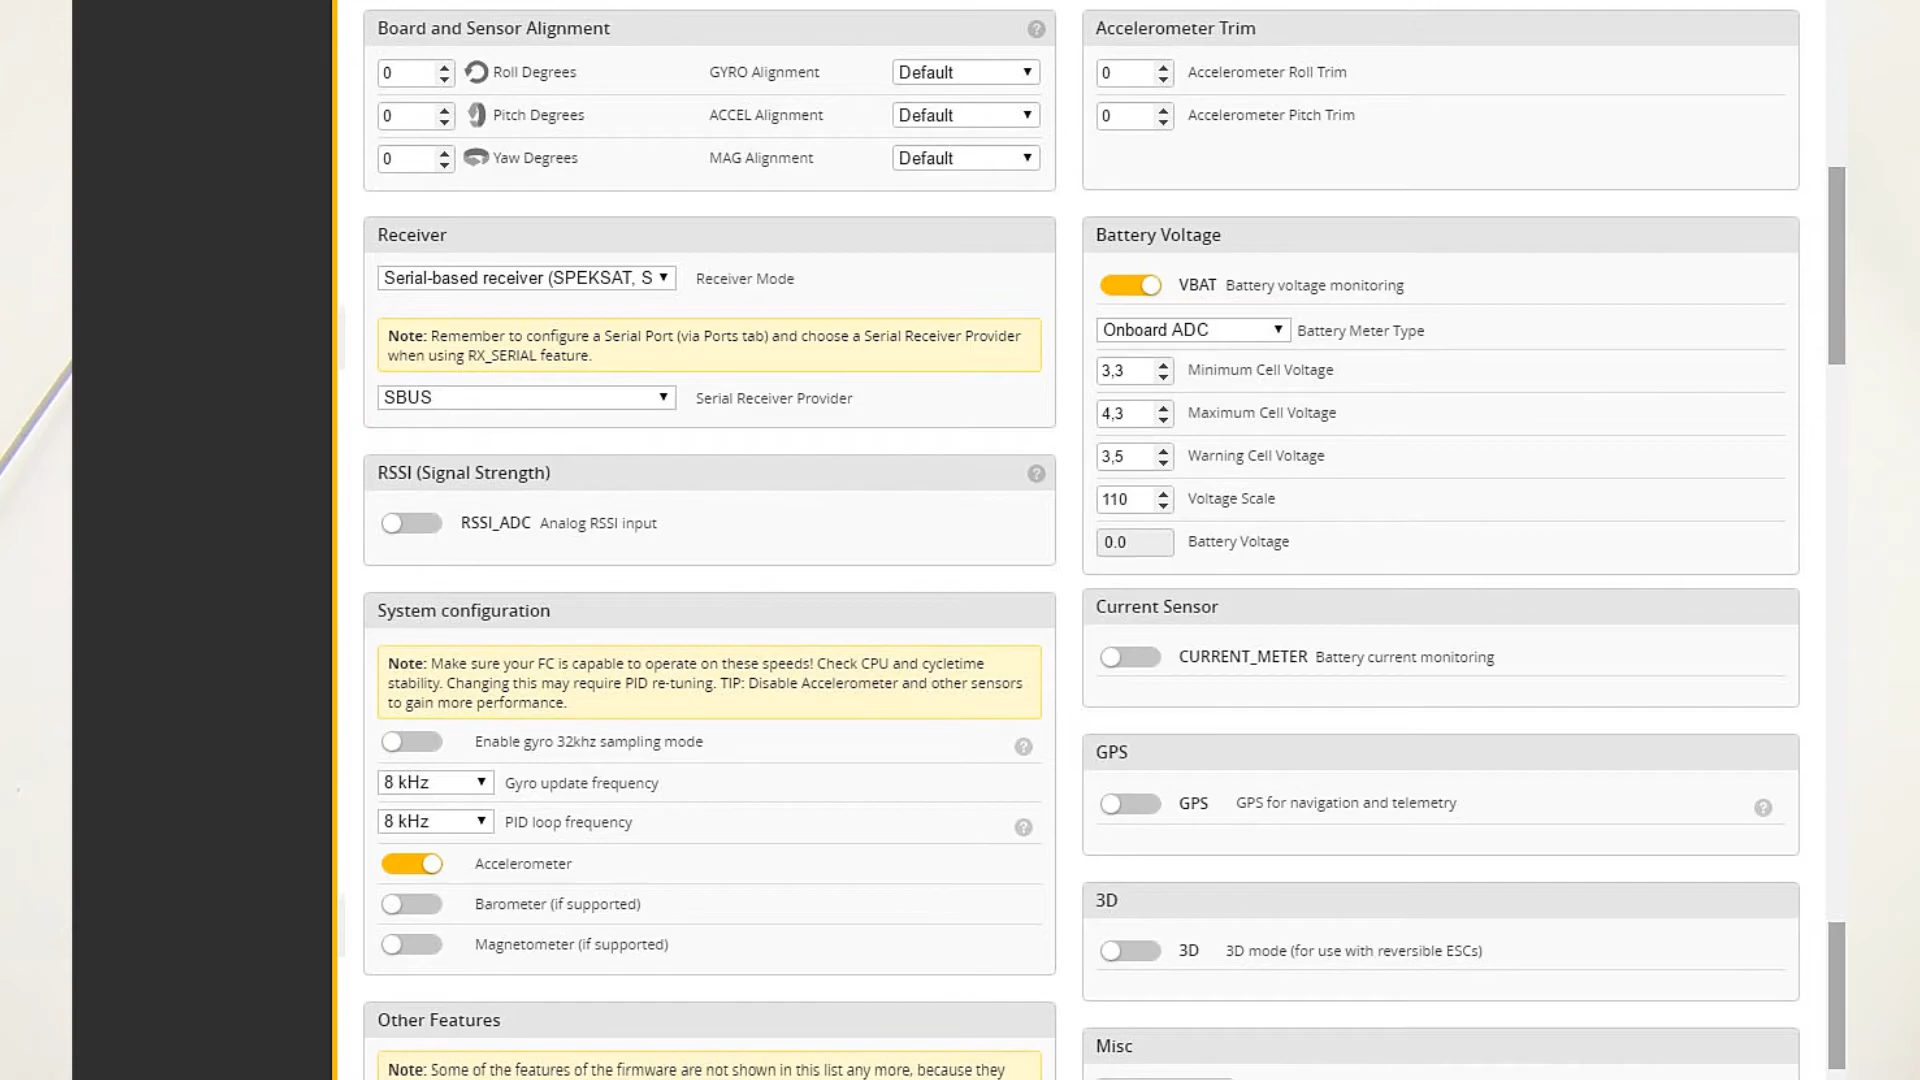 Board and Sensor Alignment
0 Roll Degrees GYRO Alignment Default
0 Pitch Degrees ACCEL Alignment Default
0 Yaw Degrees MAG Alignment Default
Receiver
Serial-based receiver (SPEKSAT, S Receiver Mode
Note: Remember to configure a Serial Port (via Ports tab) and choose a Serial Receiver Provider
when using RX_SERIAL feature.
SBUS Serial Receiver Provider
RSSI (Signal Strength)
RSSI_ADC Analog RSSI input
System configuration
Note: Make sure your FC is capable to operate on these speeds! Check CPU and cycletime
stability. Changing this may require PID re-tuning. TIP: Disable Accelerometer and other sensors
to gain more performance.
Enable gyro 32khz sampling mode
8 kHz Gyro update frequency
8 kHz PID loop frequency
Accelerometer
Barometer (if supported)
Magnetometer (if supported)
Other Features
Note: Some of the features of the firmware are not shown in this list any more, because they
Accelerometer Trim
0 Accelerometer Roll Trim
0 Accelerometer Pitch Trim
Battery Voltage
VBAT Battery voltage monitoring
Onboard ADC Battery Meter Type
3,3 Minimum Cell Voltage
4,3 Maximum Cell Voltage
3,5 Warning Cell Voltage
110 Voltage Scale
0.0 Battery Voltage
Current Sensor
CURRENT_METER Battery current monitoring
GPS
GPS GPS for navigation and telemetry
3D
3D 3D mode (for use with reversible ESCs)
Misc